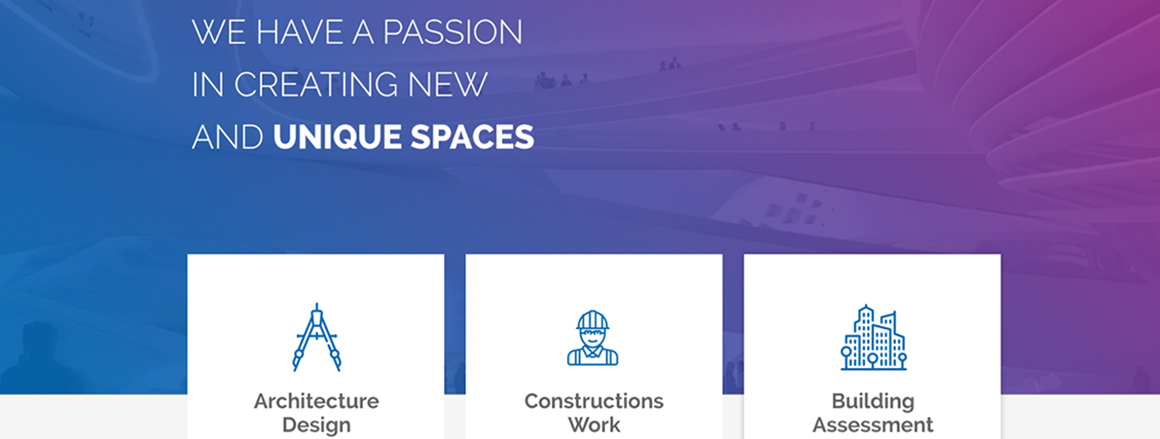 WE HAVE A PASSION
IN CREATING NEW
AND UNIQUE SPACES
Architecture
Design
Constructions
Work
Building
Assessment